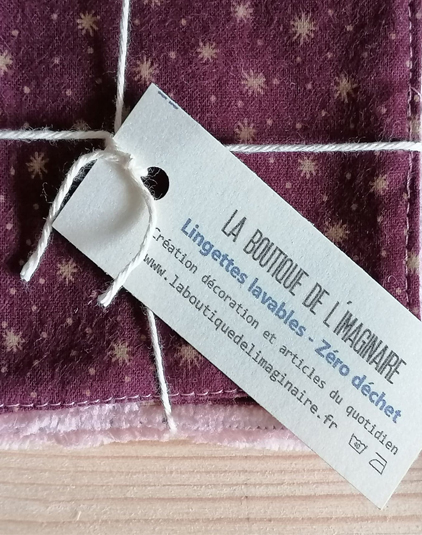 LA BOUTIQUE DE L'IMAGINAIRE
Lingettes lavables - Zéro déchet
Création décoration et articles du quotidien
www.laboutiquedelimaginaire.fr